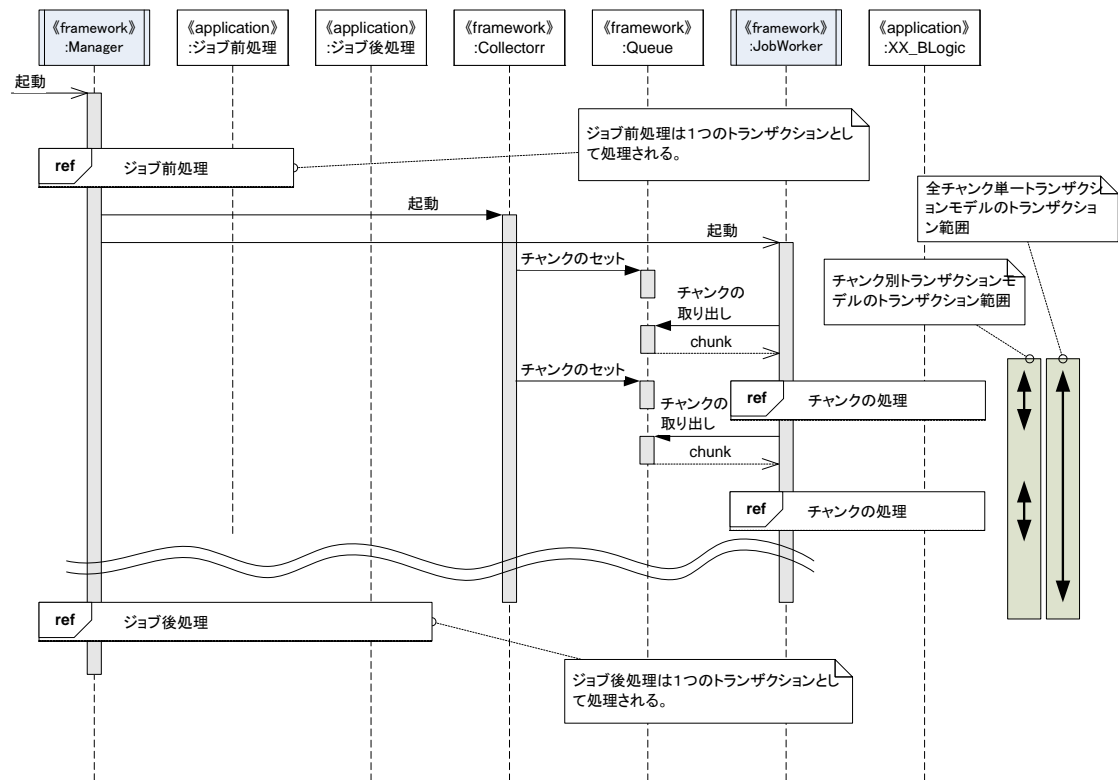 《framework》
:Manager
《application》
:ジョブ前処理
《application》
:ジョブ後処理
《framework》
:Collectorr
《framework》
:Queue
《framework》
:JobWorker
《application》
:XX_BLogic
起動
ジョブ前処理は1つのトランザクションとし
て処理される。
ref
ジョブ前処理
全チャンク単一トランザクシ
ョンモデルのトランザクショ
ン範囲
起動
起動
チャンクのセット
チャンク別トランザクションモ
デルのトランザクション範囲
チャンクの
取り出し
chunk
チャンクのセット
ref
チャンクの処理
チャンクの
取り出し
chunk
ref
チャンクの処理
ref
ジョブ後処理
ジョブ後処理は1つのトランザクションとし
て処理される。